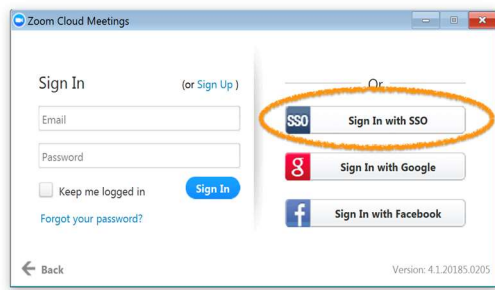 Zoom Cloud Meetings
Sign In
(or Sign Up )
Email
Password
Keep me logged in
Sign In
Forgot your password?
Or
SSO Sign In with SSO
g Sign In with Google
f Sign In with Facebook
Back
Version: 4.1.20185.0205